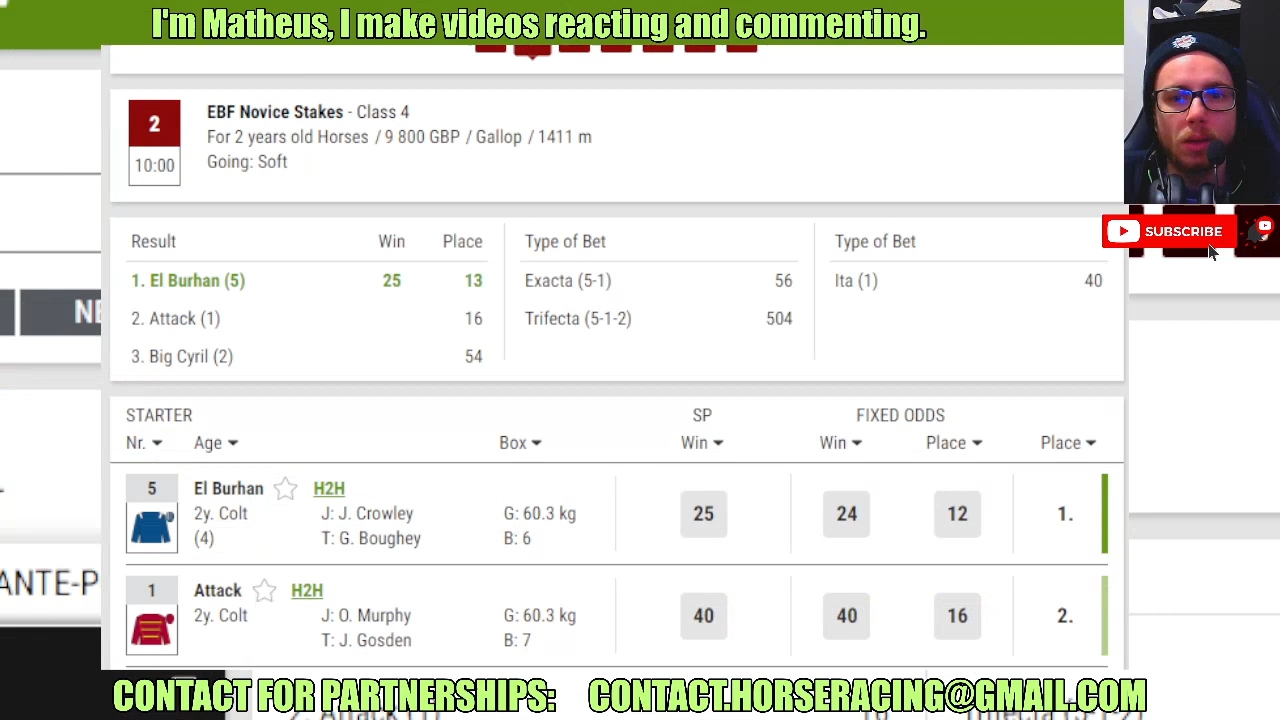 I'm Matheus, I make videos reacting and commenting.
2
10:00
EBF Novice Stakes - Class 4
For 2 years old Horses / 9 800 GBP / Gallop / 1411 m
Going: Soft
SUBSCRIBE
Result Win Place Type of Bet Type of Bet
1. El Burhan (5) 25 13 Exacta (5-1) 56 Ita (1) 40
2. Attack (1) 16 Trifecta (5-1-2) 504
3. Big Cyril (2) 54
STARTER SP FIXED ODDS
Nr. Age Box Win Win Place Place
5 El Burhan H2H
2y. Colt J: J. Crowley G: 60.3 kg 25 24 12 1.
(4) T: G. Boughey B: 6
1 Attack H2H
2y. Colt J: O. Murphy G: 60.3 kg 40 40 16 2.
T: J. Gosden B: 7
NE
ANTE-P
CONTACT FOR PARTNERSHIPS: CONTACT.HORSERACING@GMAIL.COM